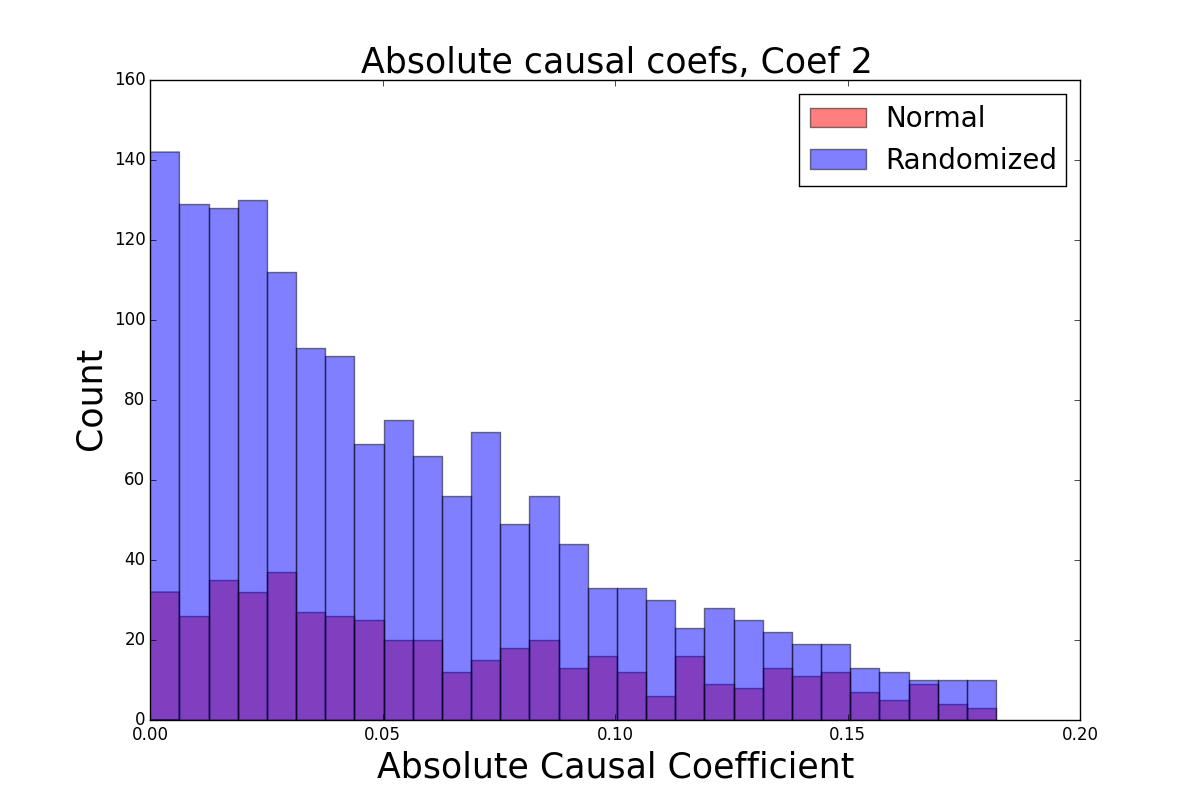 Absolute causal coefs, Coef 2
Normal
Randomized
160
140
120
100
80
60
40
20
0
Count
0.00 0.05 0.10 0.15 0.20
Absolute Causal Coefficient